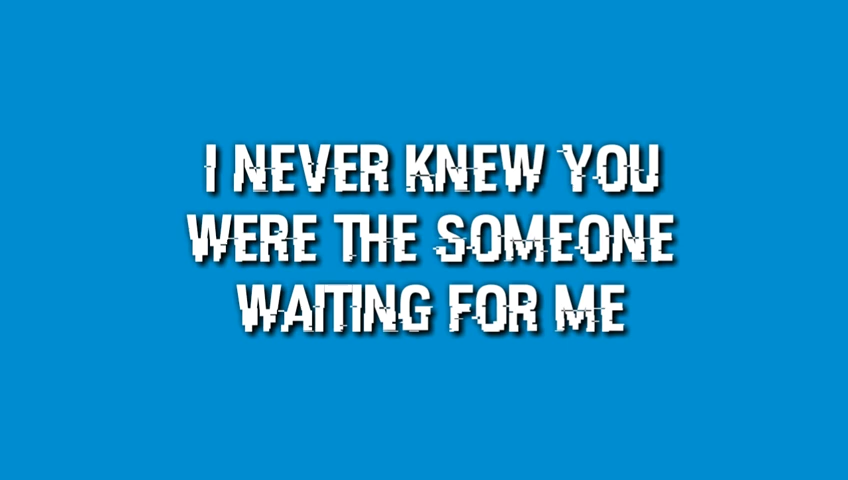 I NEVER KNEW YOU
WERE THE SOMEONE
WAITING FOR ME